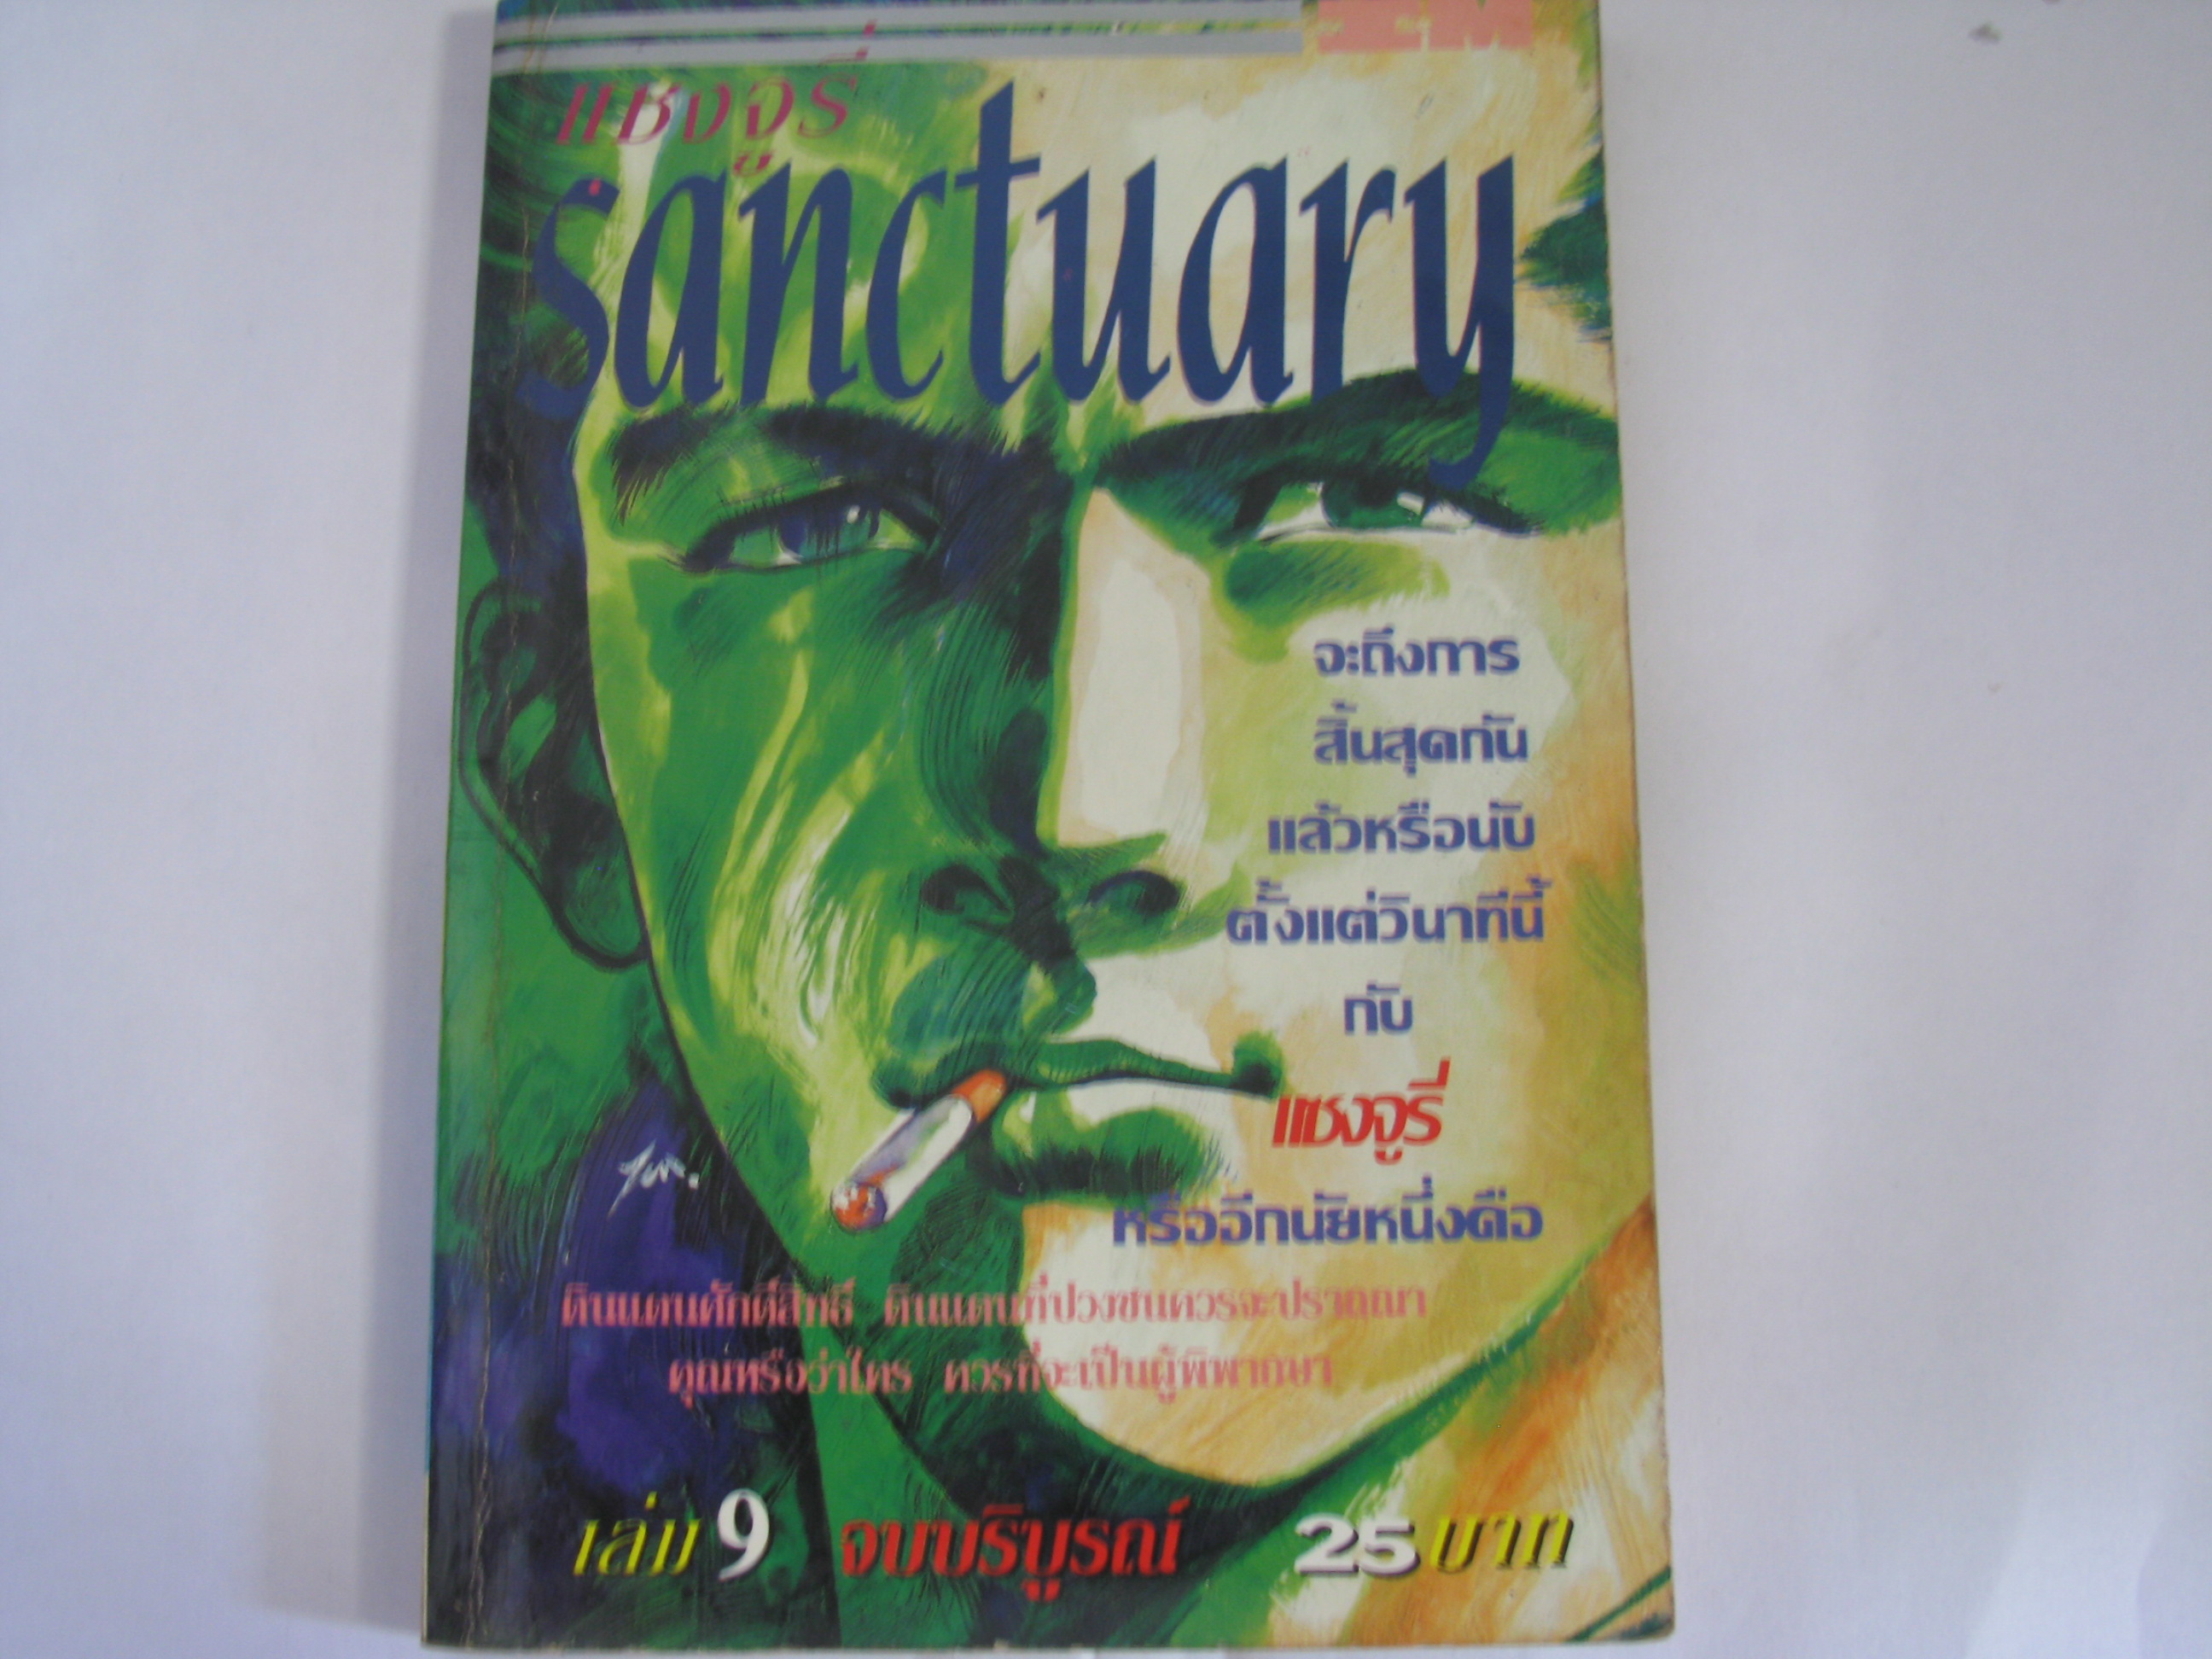 แซงจูรี่
sanctuary
จะถึงการ
สิ้นสุดกัน
แล้วหรือนับ
ตั้งแต่วินาทีนี้
กับ
แซงจูรี่
หรืออีกนัยหนึ่งคือ
ดินแดนศักดิ์สิทธิ์ ดินแดนที่ปวงชนควรจะปรารถนา
คุณหรือว่าใคร ควรที่จะเป็นผู้พิพากษา
เล่ม 9 จบบริบูรณ์ 25 บาท